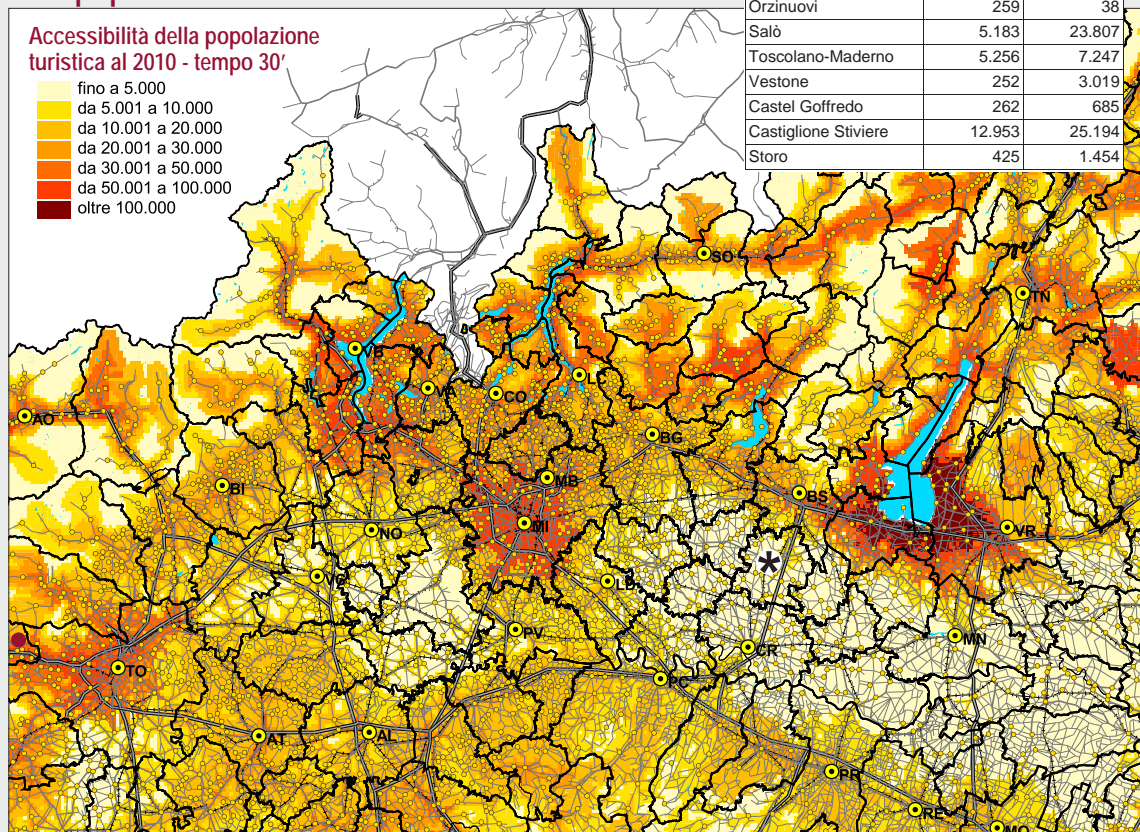 Accessibilità della popolazione
turistica al 2010 - tempo 30'
fino a 5.000
da 5.001 a 10.000
da 10.001 a 20.000
da 20.001 a 30.000
da 30.001 a 50.000
da 50.001 a 100.000
oltre 100.000
Orzinuovi 259 38
Salò 5.183 23.807
Toscolano-Maderno 5.256 7.247
Vestone 252 3.019
Castel Goffredo 262 685
Castiglione Stiviere 12.953 25.194
Storo 425 1.454
SO
TN
VA
CO
AO
BG
BI
MB
BS
MI
NO
VR
VC
PV
MN
CR
TO
PC
AT
AL
PR
RE